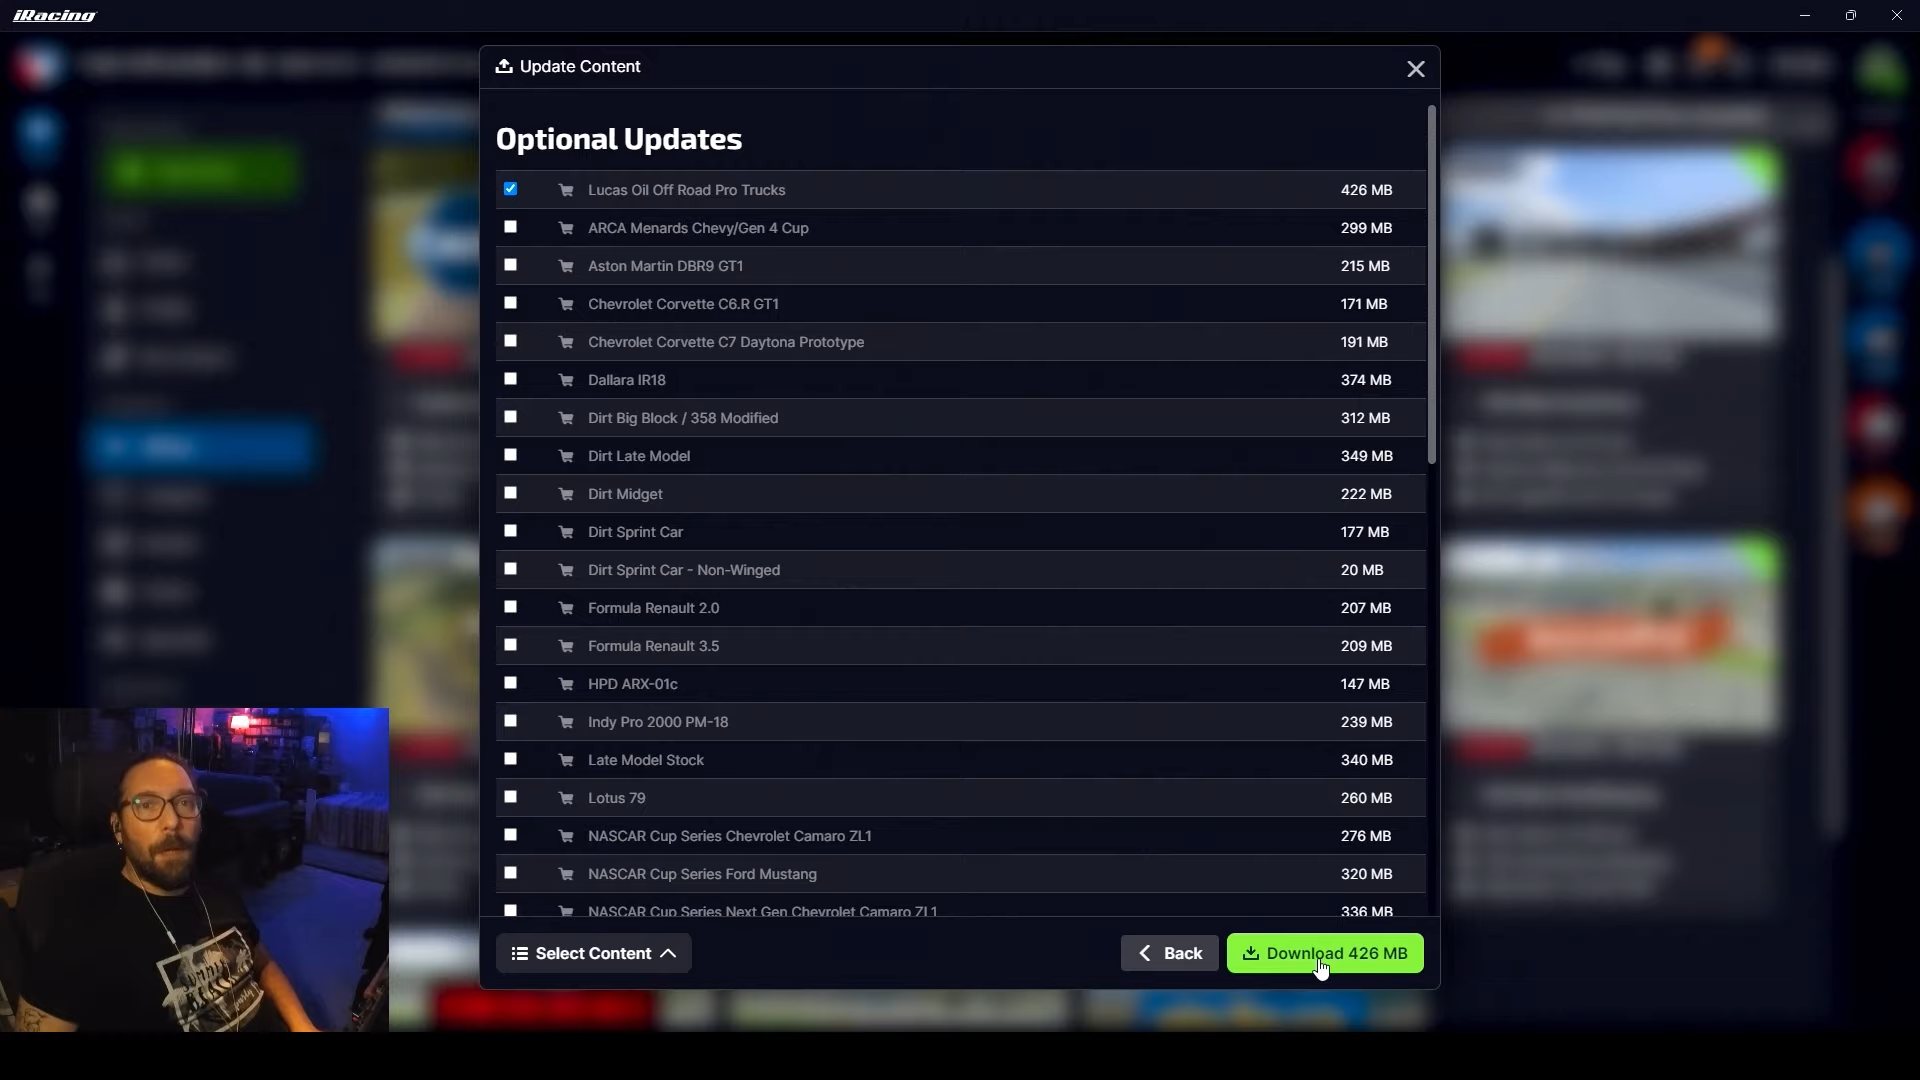 iRacing
Update Content
Optional Updates
Lucas Oil Off Road Pro Trucks 426 MB
ARCA Menards Chevy/Gen 4 Cup 299 MB
Aston Martin DBR9 GT1 215 MB
Chevrolet Corvette C6.R GT1 171 MB
Chevrolet Corvette C7 Daytona Prototype 191 MB
Dallara IR18 374 MB
Dirt Big Block / 358 Modified 312 MB
Dirt Late Model 349 MB
Dirt Midget 222 MB
Dirt Sprint Car 177 MB
Dirt Sprint Car - Non-Winged 20 MB
Formula Renault 2.0 207 MB
Formula Renault 3.5 209 MB
HPD ARX-01c 147 MB
Indy Pro 2000 PM-18 239 MB
Late Model Stock 340 MB
Lotus 79 260 MB
NASCAR Cup Series Chevrolet Camaro ZL1 276 MB
NASCAR Cup Series Ford Mustang 320 MB
NASCAR Cup Series Next Gen Chevrolet Camaro ZL1 336 MB
Select Content Back Download 426 MB